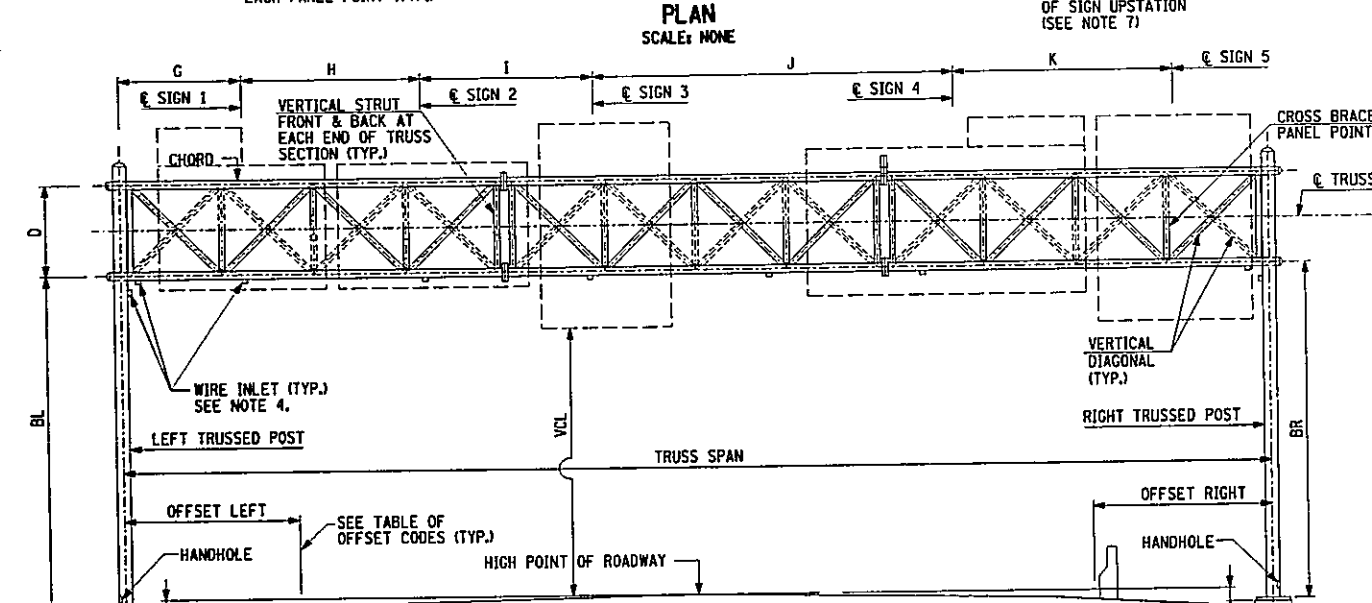 EACH PANEL POINT (TYP.)
PLAN
SCALE: NONE
OF SIGN UPSTATION
(SEE NOTE 7)
G
H
I
J
K
℄ SIGN 5
℄ SIGN 1
℄ SIGN 2
℄ SIGN 3
℄ SIGN 4
VERTICAL STRUT
FRONT & BACK AT
EACH END OF TRUSS
SECTION (TYP.)
CHORD
CROSS BRACE
PANEL POINT
℄ TRUSS
D
WIRE INLET (TYP.)
SEE NOTE 4.
VERTICAL
DIAGONAL
(TYP.)
BL
VCL
BR
LEFT TRUSSED POST
RIGHT TRUSSED POST
TRUSS SPAN
OFFSET LEFT
OFFSET RIGHT
SEE TABLE OF
OFFSET CODES (TYP.)
HANDHOLE
HIGH POINT OF ROADWAY
HANDHOLE